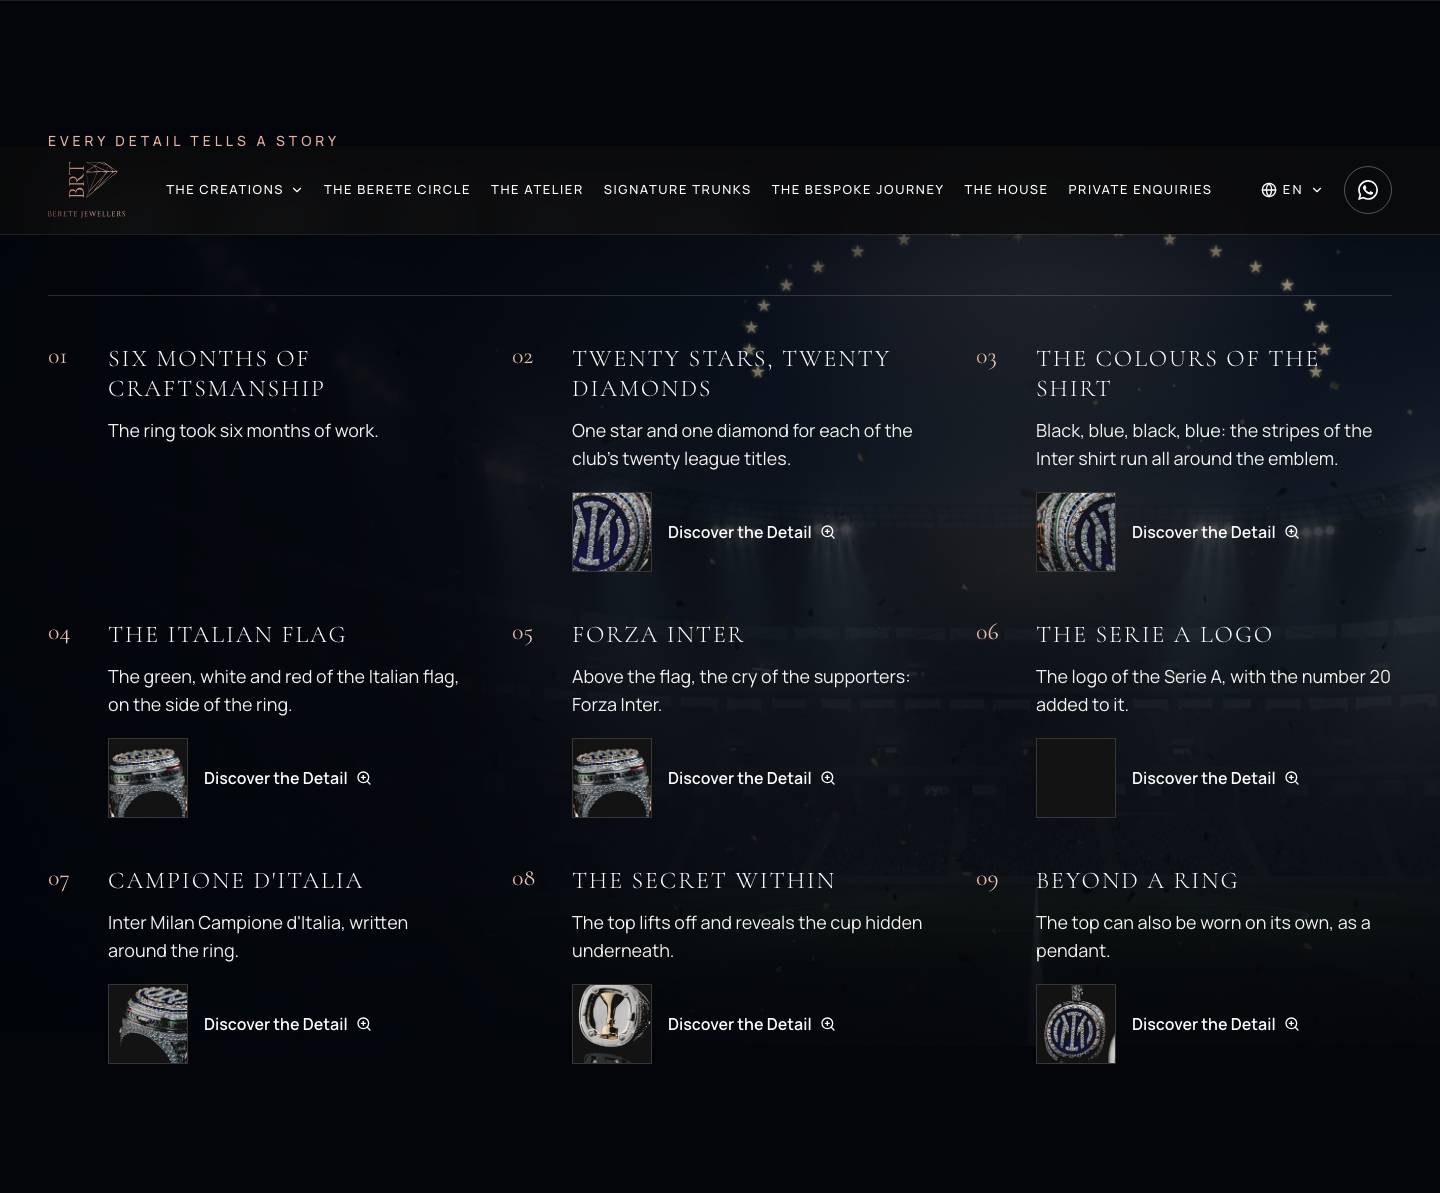 EVERY DETAIL TELLS A STORY
BRT
BERETE JEWELLERS
THE CREATIONS
THE BERETE CIRCLE
THE ATELIER
SIGNATURE TRUNKS
THE BESPOKE JOURNEY
THE HOUSE
PRIVATE ENQUIRIES
EN
01
SIX MONTHS OF
CRAFTSMANSHIP
The ring took six months of work.
02
TWENTY STARS, TWENTY
DIAMONDS
One star and one diamond for each of the
club's twenty league titles.
Discover the Detail
03
THE COLOURS OF THE
SHIRT
Black, blue, black, blue: the stripes of the
Inter shirt run all around the emblem.
Discover the Detail
04
THE ITALIAN FLAG
The green, white and red of the Italian flag,
on the side of the ring.
Discover the Detail
05
FORZA INTER
Above the flag, the cry of the supporters:
Forza Inter.
Discover the Detail
06
THE SERIE A LOGO
The logo of the Serie A, with the number 20
added to it.
Discover the Detail
07
CAMPIONE D'ITALIA
Inter Milan Campione d'Italia, written
around the ring.
Discover the Detail
08
THE SECRET WITHIN
The top lifts off and reveals the cup hidden
underneath.
Discover the Detail
09
BEYOND A RING
The top can also be worn on its own, as a
pendant.
Discover the Detail